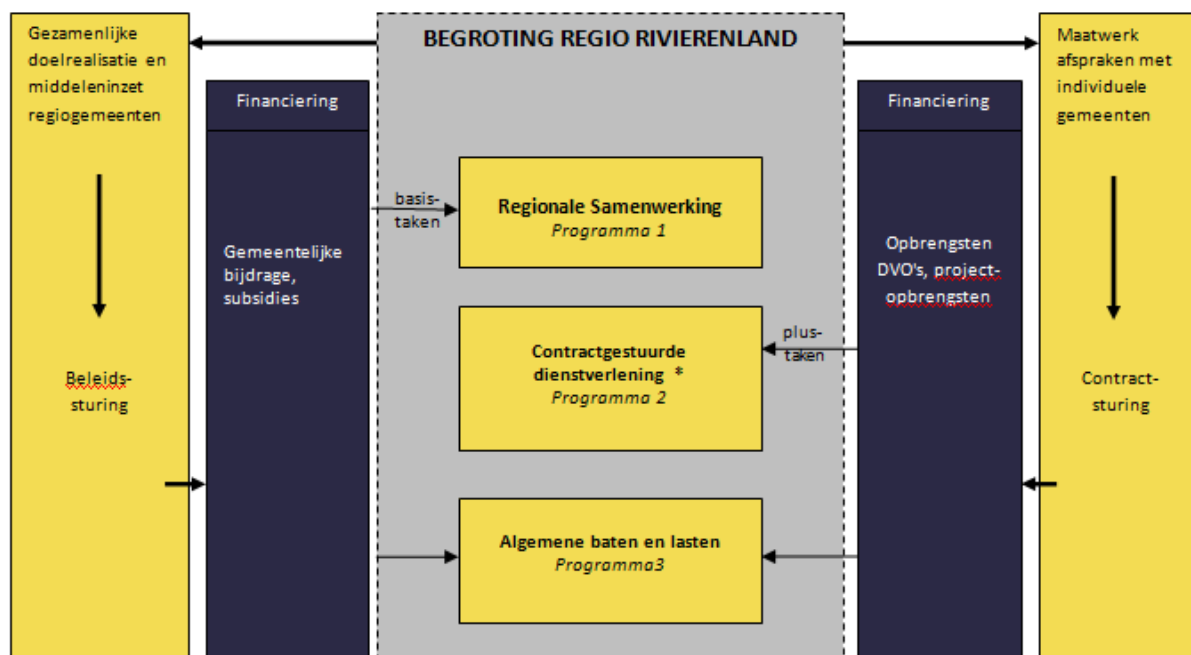 Gezamenlijke
doelrealisatie en
middeleninzet
regiogemeenten
Beleids-
sturing
Financiering
Gemeentelijke
bijdrage,
subsidies
BEGROTING REGIO RIVIERENLAND
basis-
taken
Regionale Samenwerking
Programma 1
Contractgestuurde
dienstverlening *
Programma 2
plus-
taken
Algemene baten en lasten
Programma3
Financiering
Opbrengsten
DVO's, project-
opbrengsten
Maatwerk
afspraken met
individuele
gemeenten
Contract-
sturing